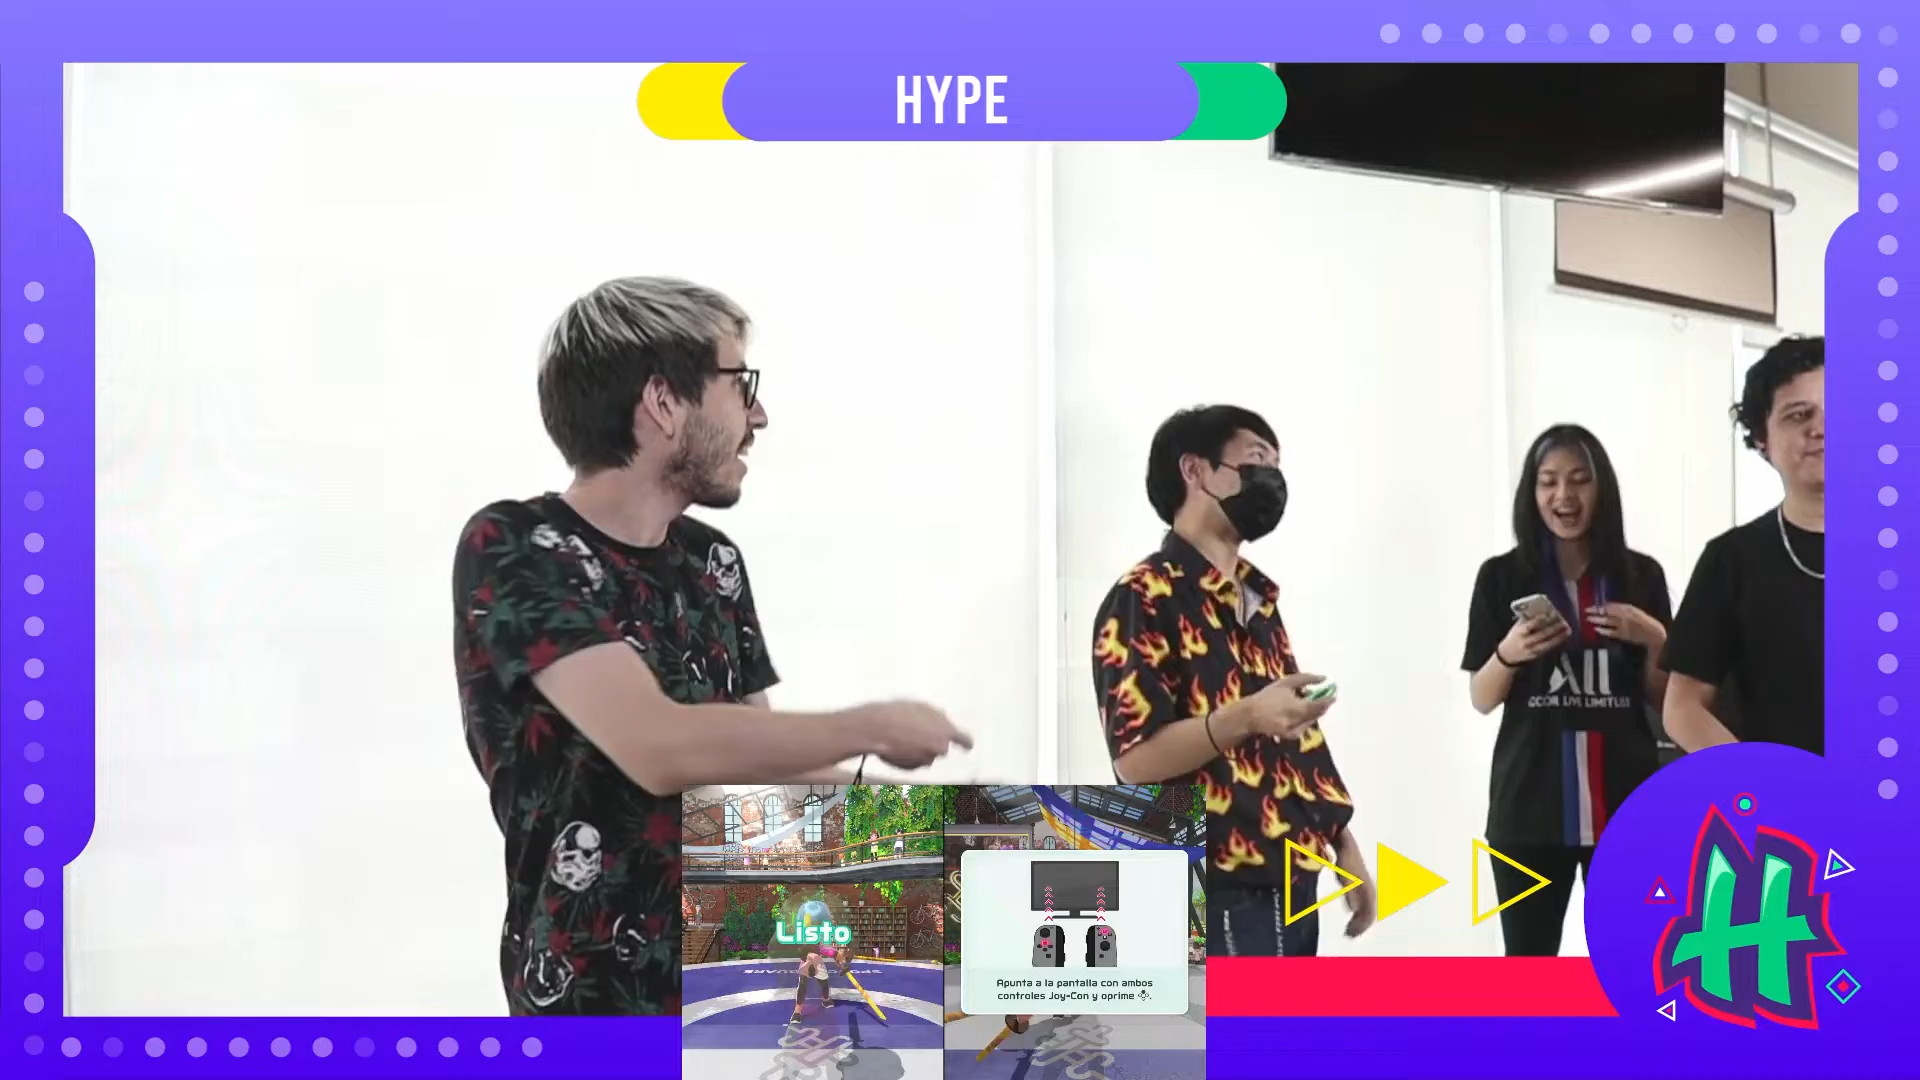 HYPE
All
ACCOR LIVE LIMITLESS
Listo
Apunta a la pantalla con ambos
controles Joy-Con y oprime
H